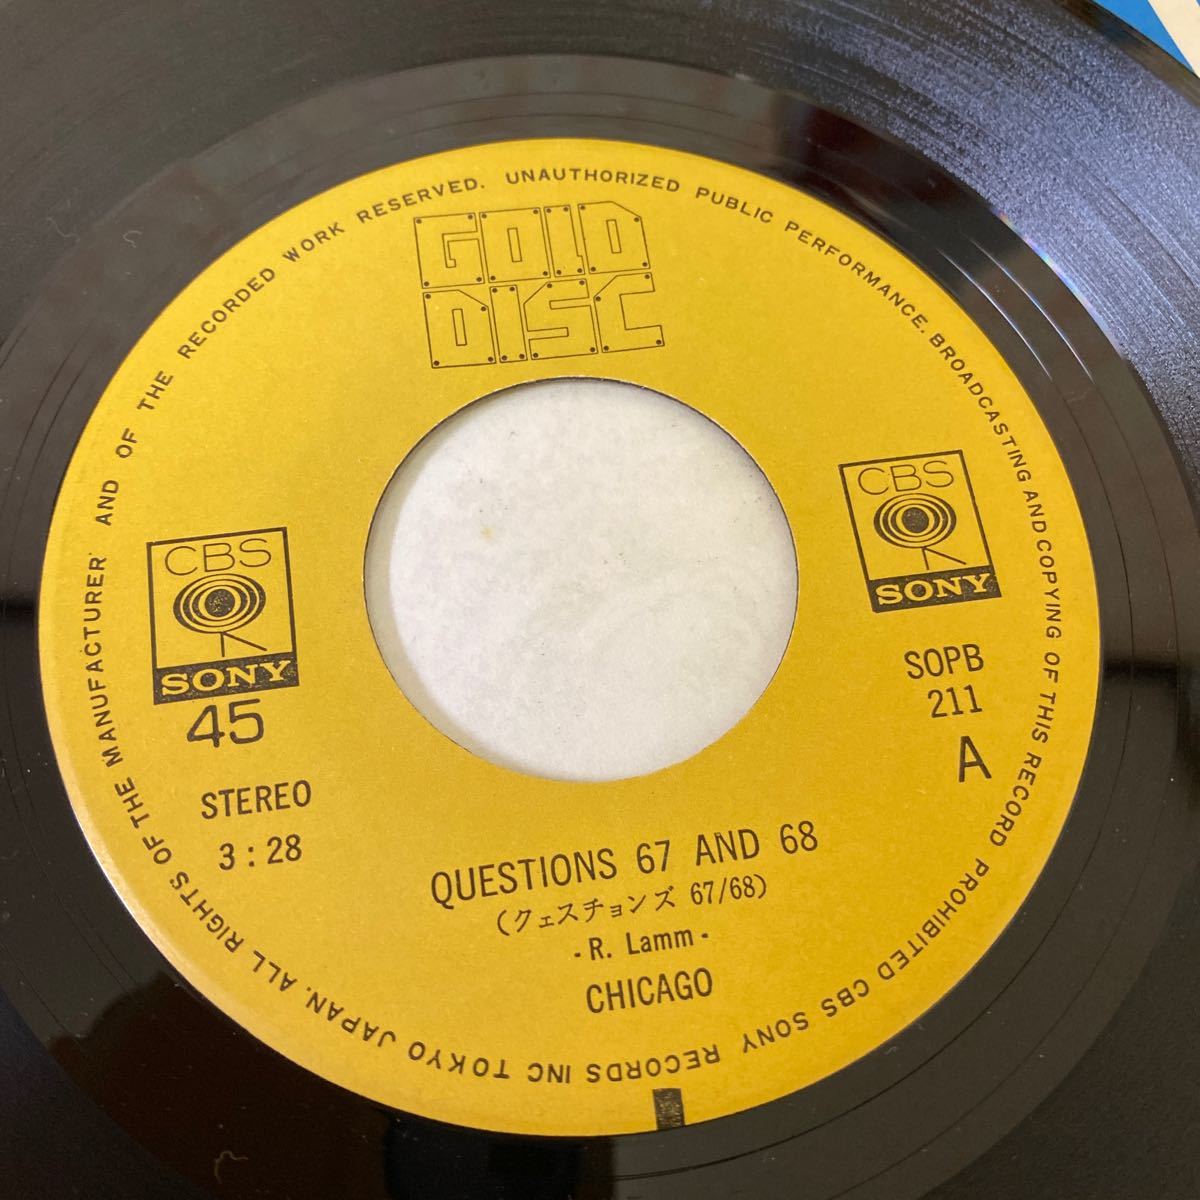 ALL RIGHTS OF THE MANUFACTURER AND OF THE RECORDED WORK RESERVED. UNAUTHORIZED PUBLIC PERFORMANCE. BROADCASTING AND COPYING OF THIS RECORD PROHIBITED CBS SONY RECORDS INC TOKYO JAPAN.
GOLD
DISC
CBS
SONY
CBS
SONY
45
STEREO
3:28
SOPB
211
A
QUESTIONS 67 AND 68
(クェスチョンズ 67/68)
- R. Lamm -
CHICAGO